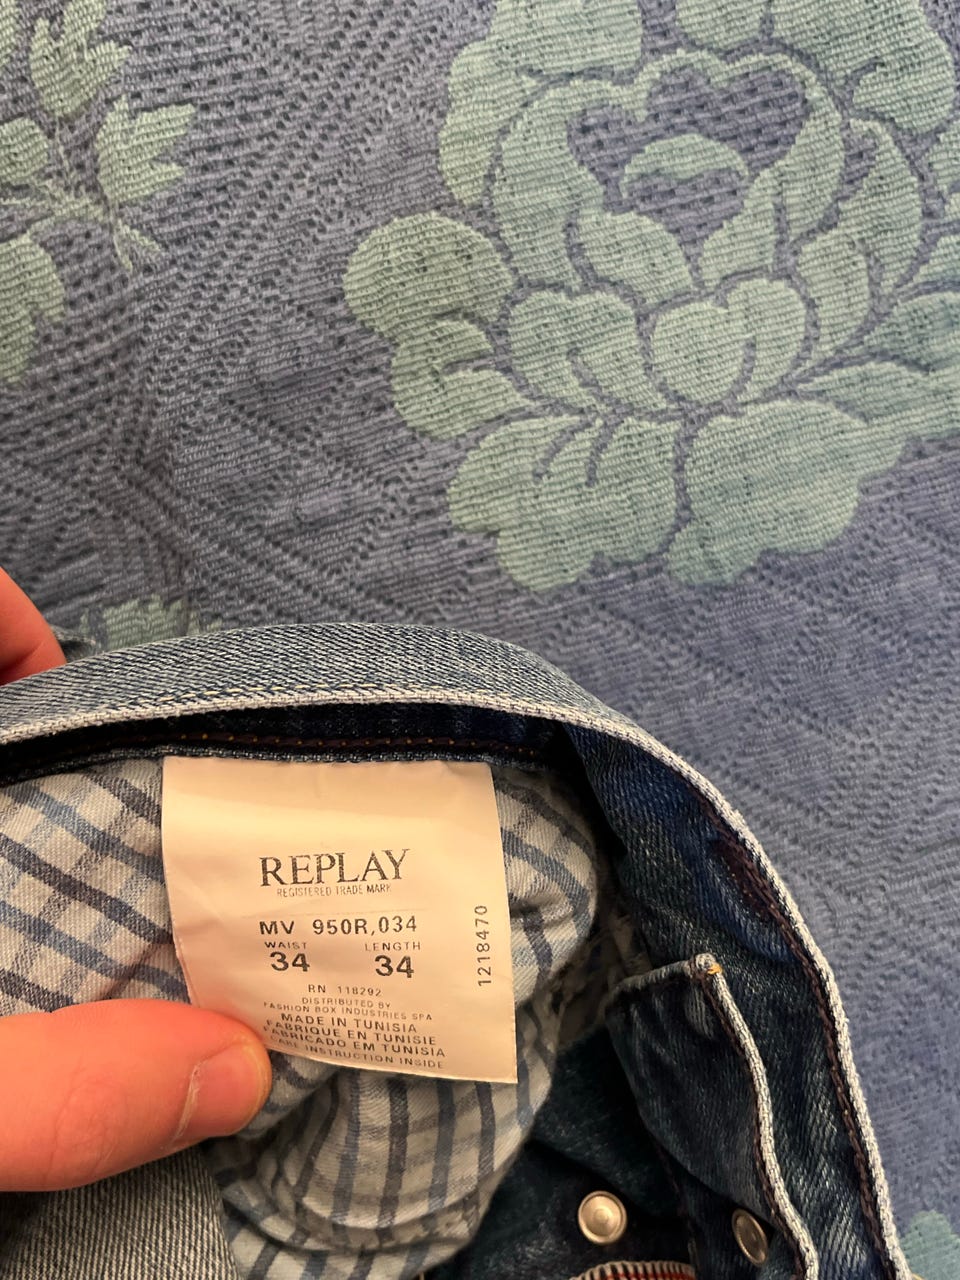 REPLAY
REGISTERED TRADE MARK
MV 950R,034
WAIST LENGTH
34 34
RN 118292
DISTRIBUTED BY
FASHION BOX INDUSTRIES SPA
MADE IN TUNISIA
FABRIQUE EN TUNISIE
FABRICADO EM TUNISIA
CARE INSTRUCTION INSIDE
1218470